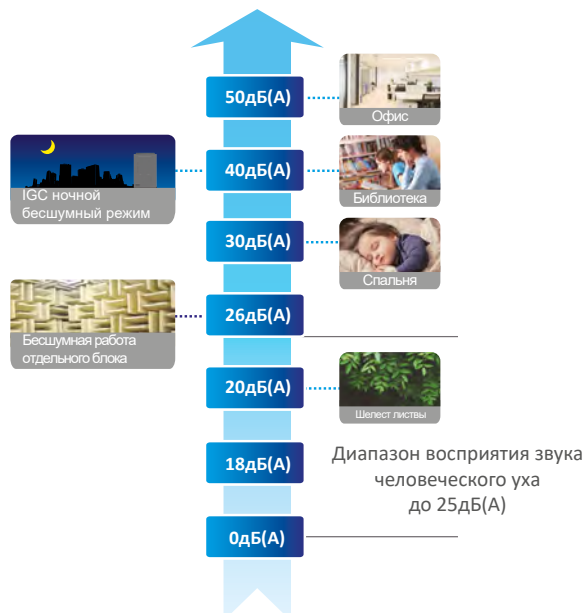 50дБ(А)
Офис
40дБ(А)
IGC ночной
бесшумный режим
Библиотека
30дБ(А)
Спальня
26дБ(А)
Бесшумная работа
отдельного блока
20дБ(А)
Шелест листвы
18дБ(А)
Диапазон восприятия звука
человеческого уха
до 25дБ(А)
0дБ(А)